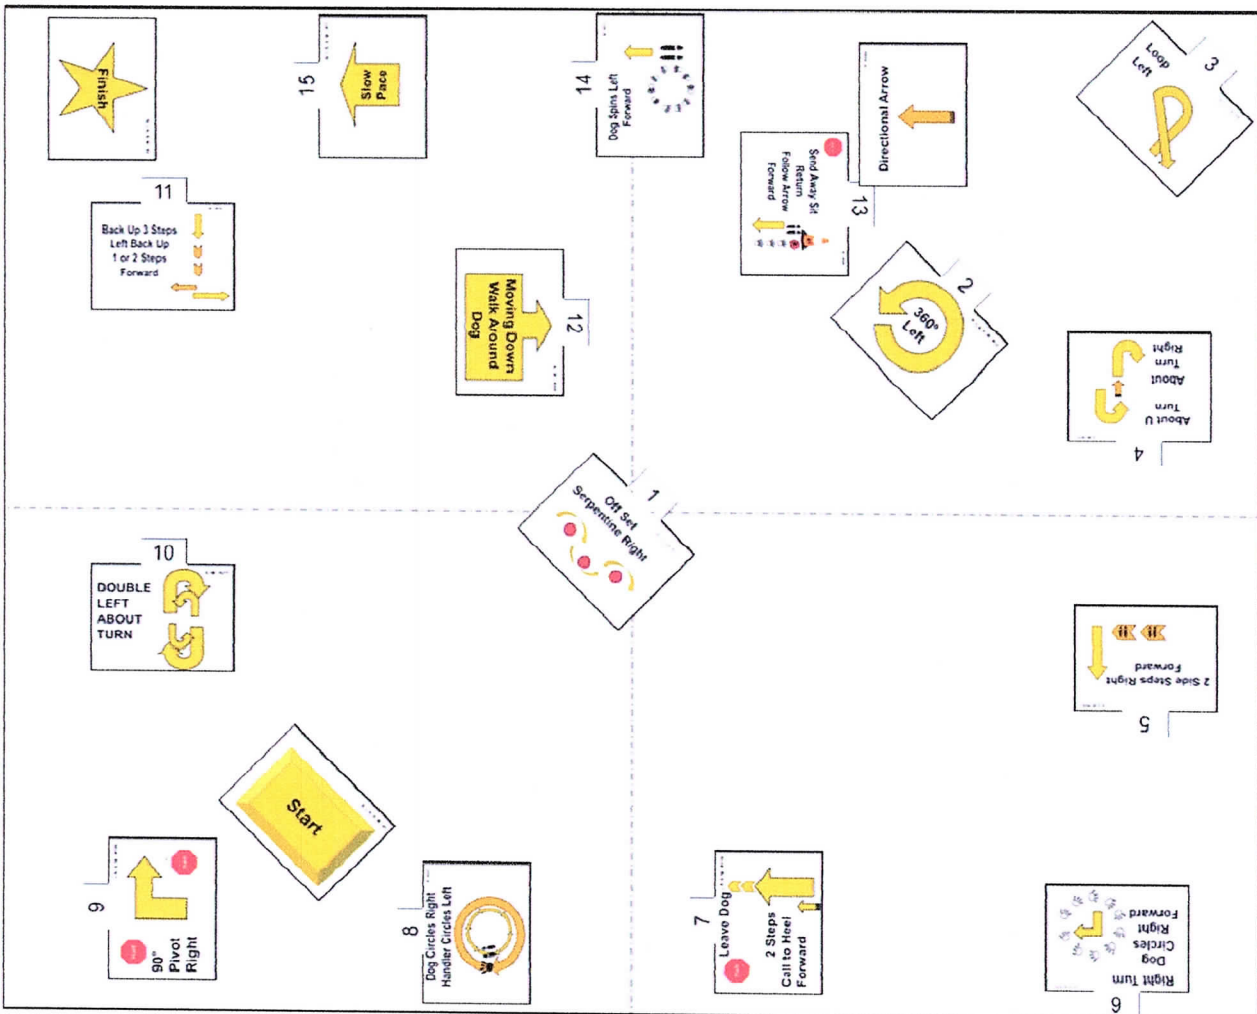 Start
1
Off Set
Serpentine Right
2
360º
Left
3
Loop
Left
4
About U
Turn
About
Turn
Right
5
2 Side Steps Right
Forward
6
Right Turn
Dog
Circles
Right
Forward
7
Leave Dog
2 Steps
Call to Heel
Forward
8
Dog Circles Right
Handler Circles Left
9
90º
Pivot
Right
10
DOUBLE
LEFT
ABOUT
TURN
11
Back Up 3 Steps
Left Back Up
1 or 2 Steps
Forward
12
Moving Down
Walk Around
Dog
13
Send Away Sit
Return
Follow Arrow
Forward
Directional Arrow
14
Dog Spins Left
Forward
15
Slow
Pace
Finish